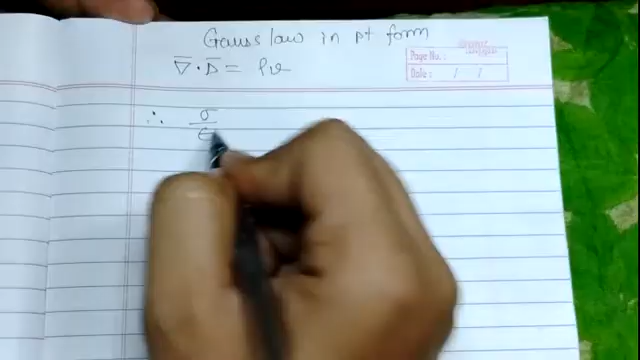 Gauss law in pt form
Page No.:
Date: / /
∇̄ · D̄ = ρv
∴ σ/ε